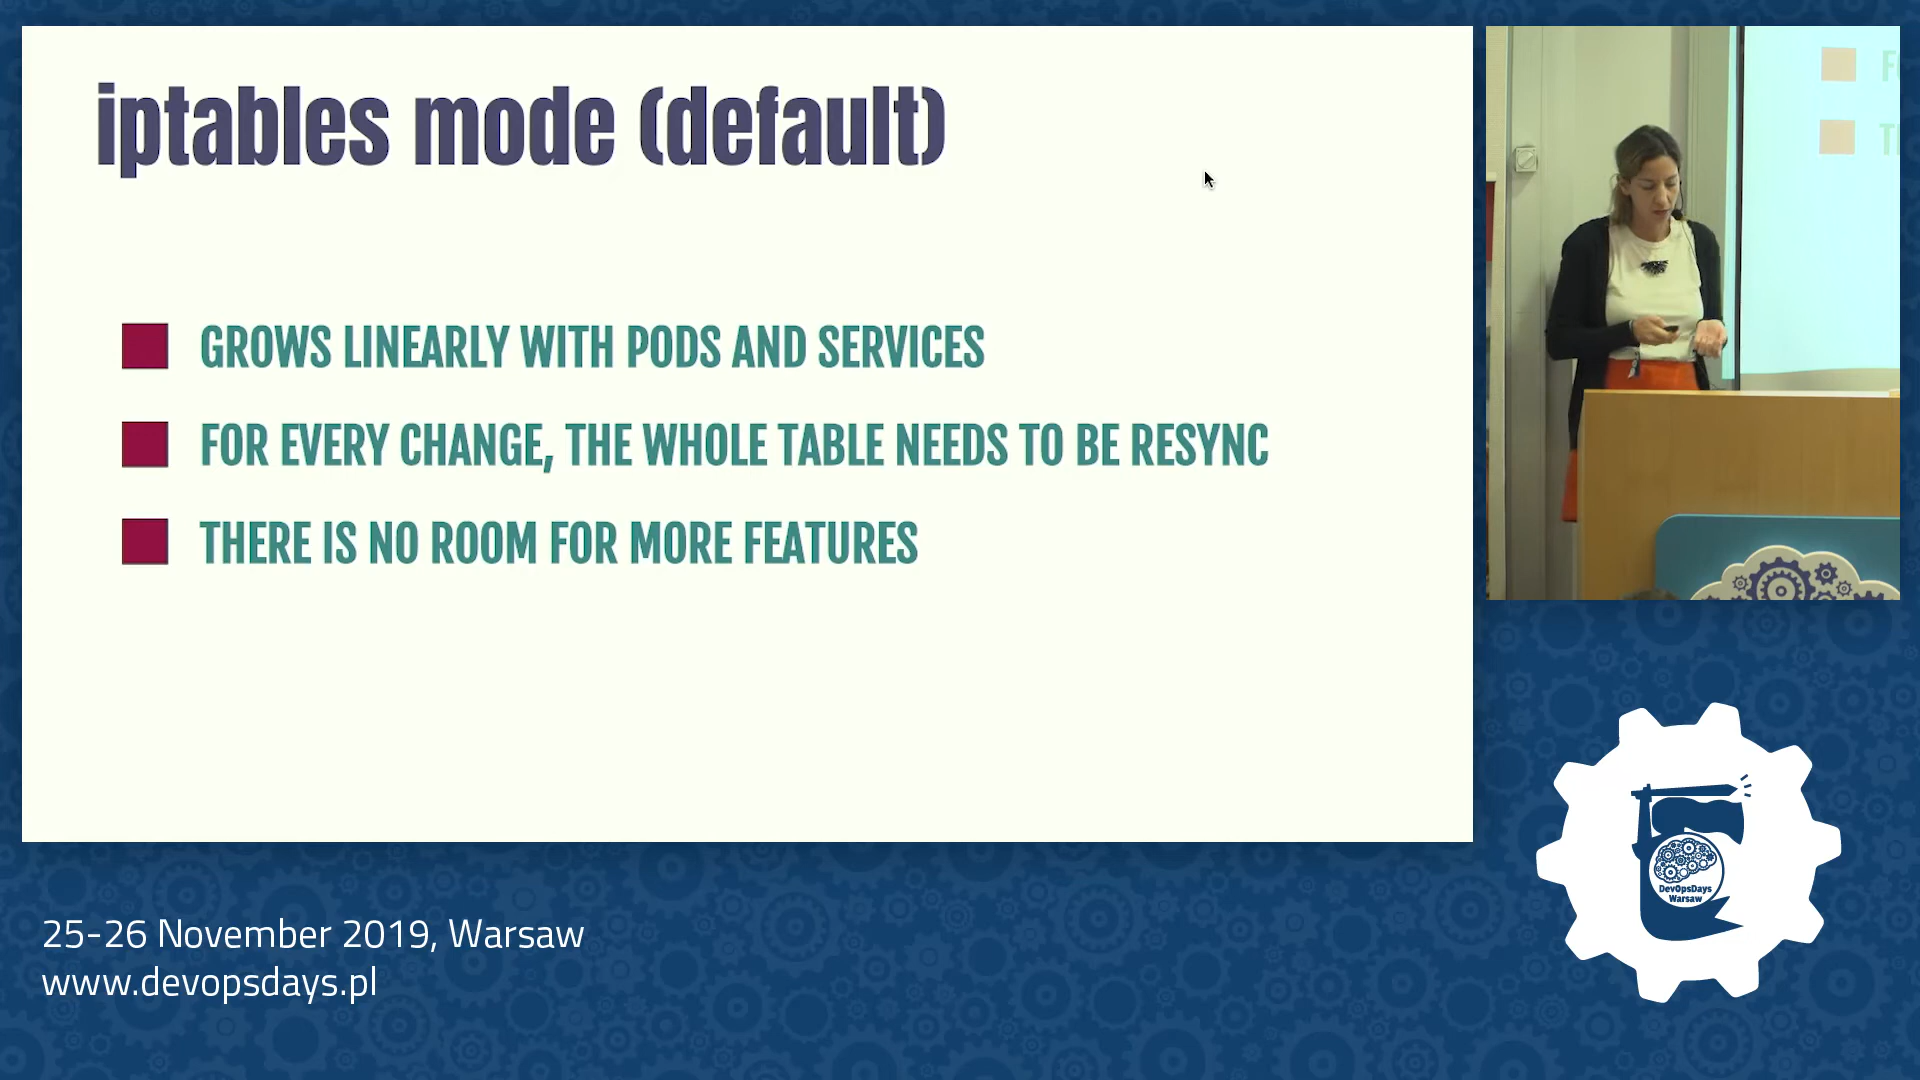 iptables mode (default)
GROWS LINEARLY WITH PODS AND SERVICES
FOR EVERY CHANGE, THE WHOLE TABLE NEEDS TO BE RESYNC
THERE IS NO ROOM FOR MORE FEATURES
25-26 November 2019, Warsaw
www.devopsdays.pl
DevOpsDays
Warsaw